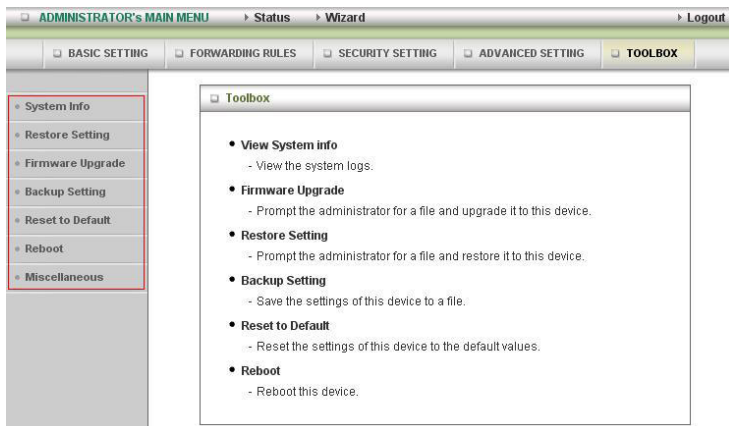 ADMINISTRATOR's MAIN MENU Status Wizard Logout
BASIC SETTING FORWARDING RULES SECURITY SETTING ADVANCED SETTING TOOLBOX
System Info
Restore Setting
Firmware Upgrade
Backup Setting
Reset to Default
Reboot
Miscellaneous
Toolbox
View System info
- View the system logs.
Firmware Upgrade
- Prompt the administrator for a file and upgrade it to this device.
Restore Setting
- Prompt the administrator for a file and restore it to this device.
Backup Setting
- Save the settings of this device to a file.
Reset to Default
- Reset the settings of this device to the default values.
Reboot
- Reboot this device.